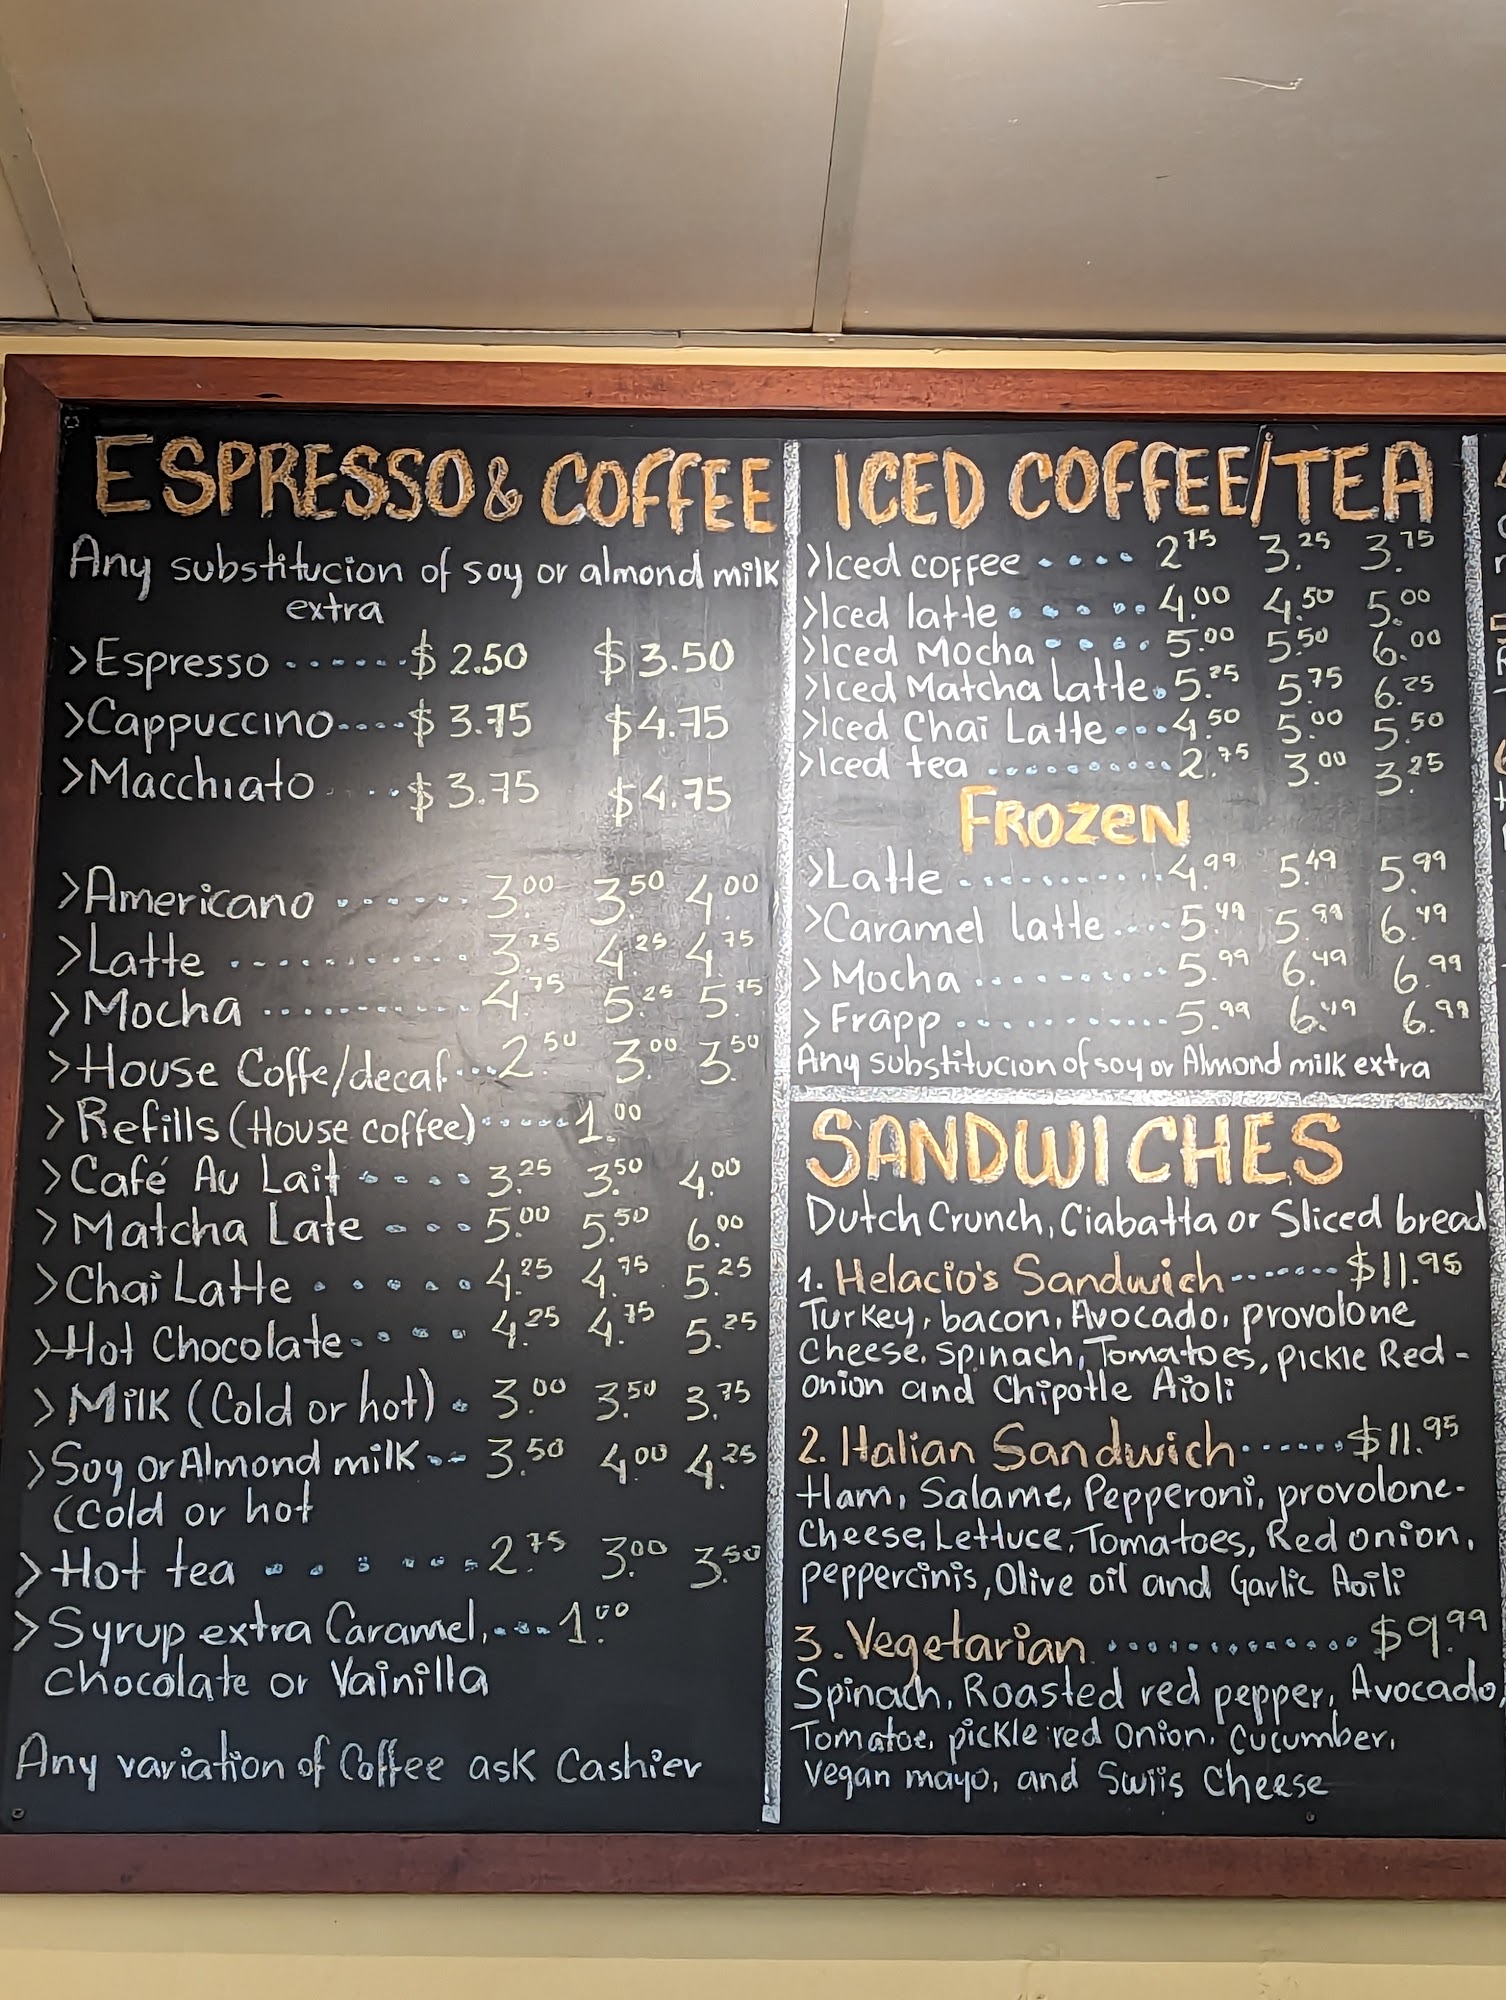 ESPRESSO & COFFEE
Any substitucion of soy or almond milk
extra
>Espresso ------- $2.50 $3.50
>Cappuccino ---- $3.75 $4.75
>Macchiato ..... $3.75 $4.75
>Americano ...... 3.00 3.50 4.00
>Latte ........... 3.75 4.25 4.75
>Mocha ........... 4.75 5.25 5.75
>House Coffe/decaf... 2.50 3.00 3.50
>Refills (House coffee) ..... 1.00
>Café Au Lait .... 3.25 3.50 4.00
>Matcha Late ... 5.00 5.50 6.00
>Chai Latte ...... 4.25 4.75 5.25
>Hot Chocolate .... 4.25 4.75 5.25
>Milk (Cold or hot) . 3.00 3.50 3.75
>Soy or Almond milk .. 3.50 4.00 4.25
(Cold or hot
>Hot tea ....... 2.75 3.00 3.50
>Syrup extra Caramel, .... 1.00
chocolate or Vainilla
Any variation of Coffee ask Cashier
ICED COFFEE/TEA
>Iced coffee .... 2.75 3.25 3.75
>Iced latte ..... 4.00 4.50 5.00
>Iced Mocha .... 5.00 5.50 6.00
>Iced Matcha latte. 5.25 5.75 6.25
>Iced Chai Latte ... 4.50 5.00 5.50
>Iced tea ........... 2.75 3.00 3.25
FROZEN
>Latte ........... 4.99 5.49 5.99
>Caramel latte .... 5.49 5.99 6.49
>Mocha ........... 5.99 6.49 6.99
>Frapp ............ 5.99 6.49 6.99
Any substitucion of soy or Almond milk extra
SANDWICHES
Dutch Crunch, Ciabatta or Sliced bread
1. Helacio's Sandwich ------- $11.95
Turkey, bacon, Avocado, provolone
Cheese, spinach, Tomatoes, pickle Red-
onion and Chipotle Aioli
2. Italian Sandwich ...... $11.95
Ham, Salame, Pepperoni, provolone-
Cheese, Lettuce, Tomatoes, Red onion,
peppercinis, Olive oil and Garlic Aoili
3. Vegetarian ............. $9.99
Spinach, Roasted red pepper, Avocado,
Tomatoe, pickle red onion, Cucumber,
Vegan mayo, and Swiis Cheese